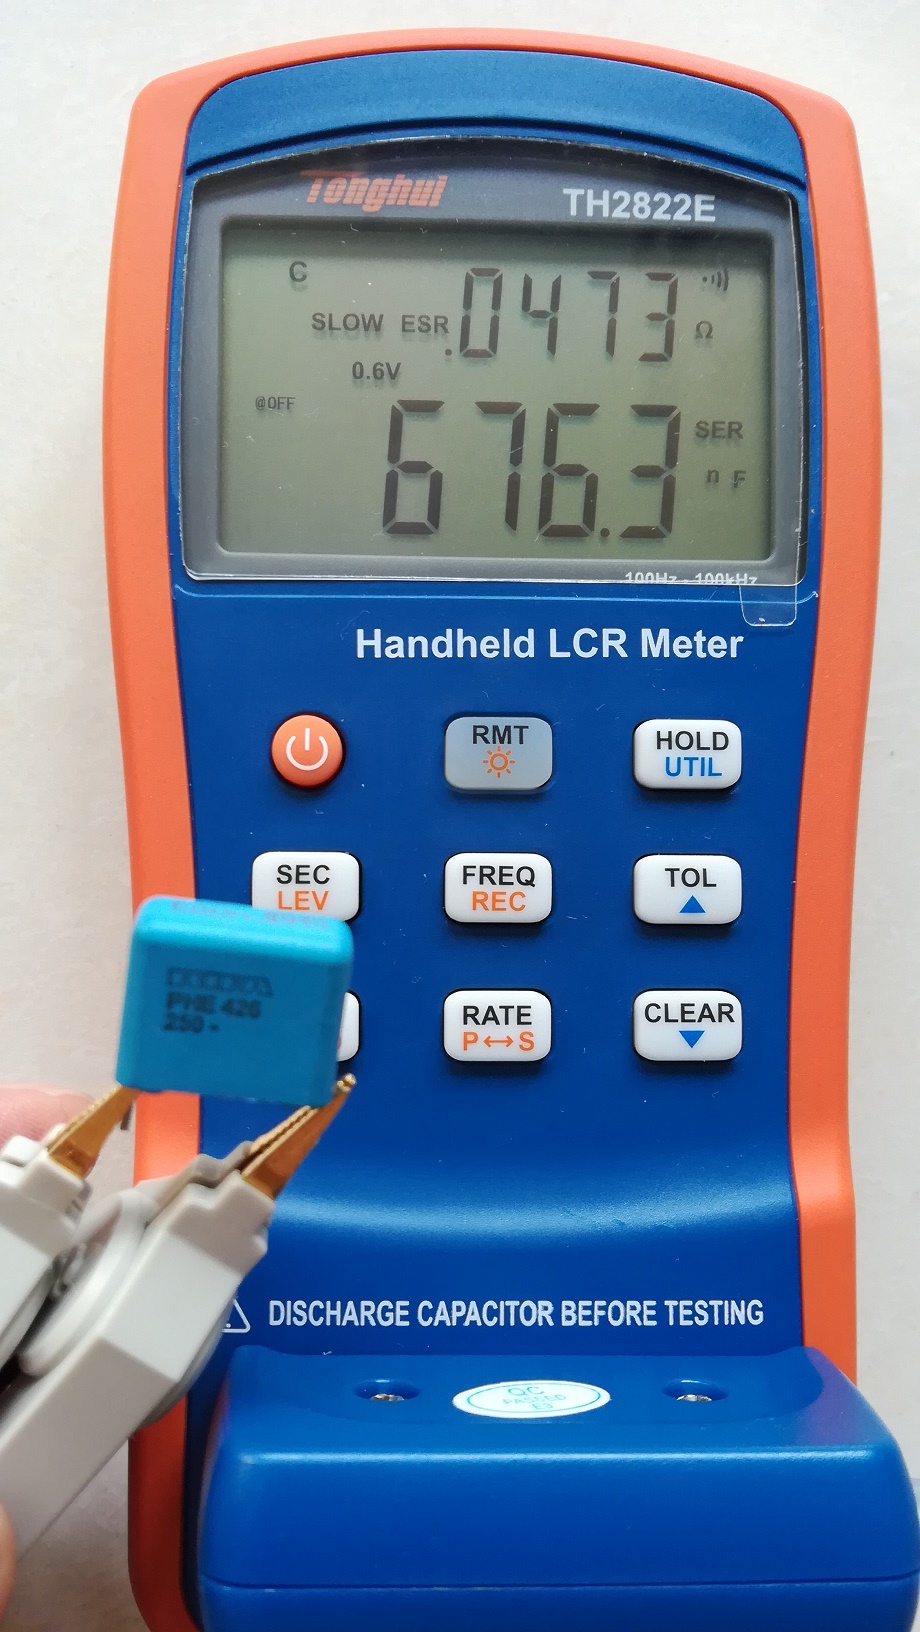 Tonghui
TH2822E
C
.0473
Ω
SLOW ESR
0.6V
@OFF
676.3
SER
n F
100Hz - 100kHz
Handheld LCR Meter
RMT
HOLD
UTIL
SEC
LEV
FREQ
REC
TOL
RIFA
PHE 426
250 -
RATE
P↔S
CLEAR
DISCHARGE CAPACITOR BEFORE TESTING
QC
PASSED